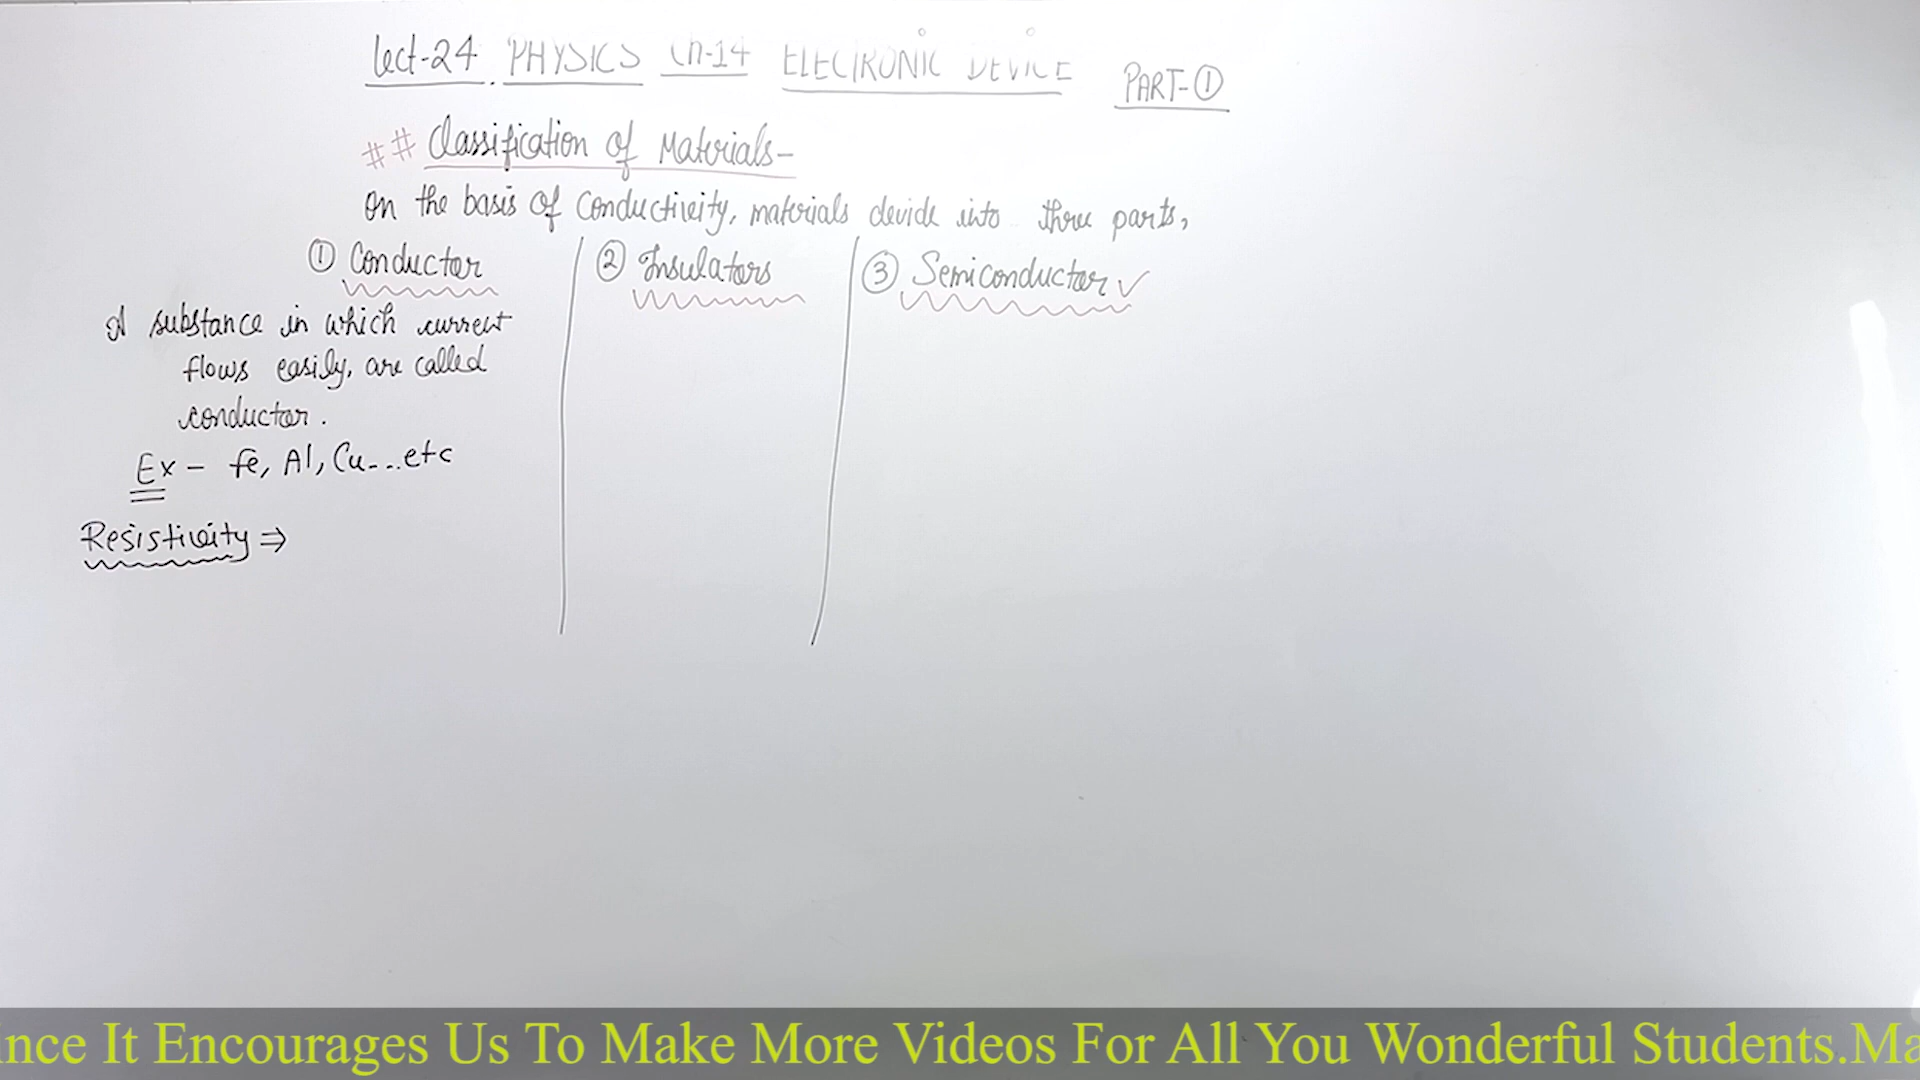 Lect-24 PHYSICS Ch-14 ELECTRONIC DEVICE PART-①
## Classification of Materials-
On the basis of Conductivity, materials devide into three parts,
① Conductor
② Insulators
③ Semiconductor ✓
A substance in which current
flows easily, are called
conductor.
Ex - Fe, Al, Cu...etc
Resistivity ⇒
ince It Encourages Us To Make More Videos For All You Wonderful Students.Ma